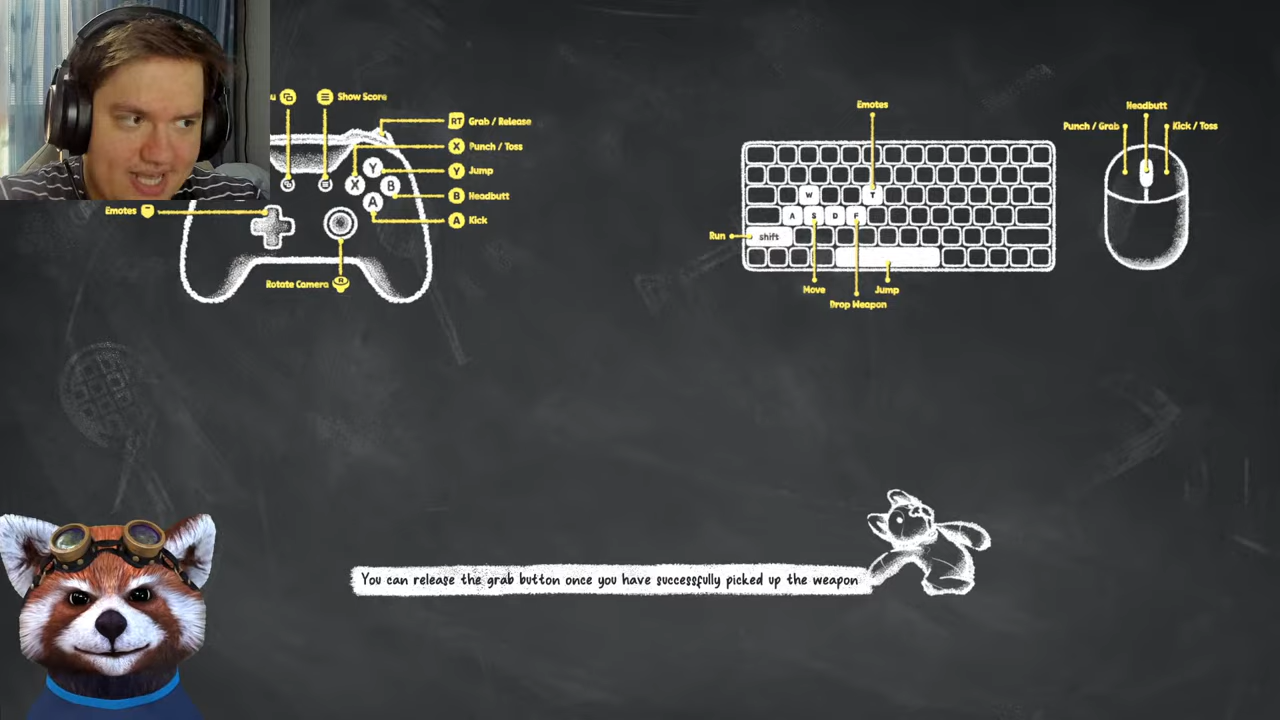 u
Show Score
RT Grab / Release
X Punch / Toss
Y Jump
B Headbutt
A Kick
Y
X B
A
Emotes
Rotate Camera R
Emotes
W T
A S D F
Run shift
Move
Drop Weapon
Jump
Headbutt
Punch / Grab
Kick / Toss
You can release the grab button once you have successfully picked up the weapon